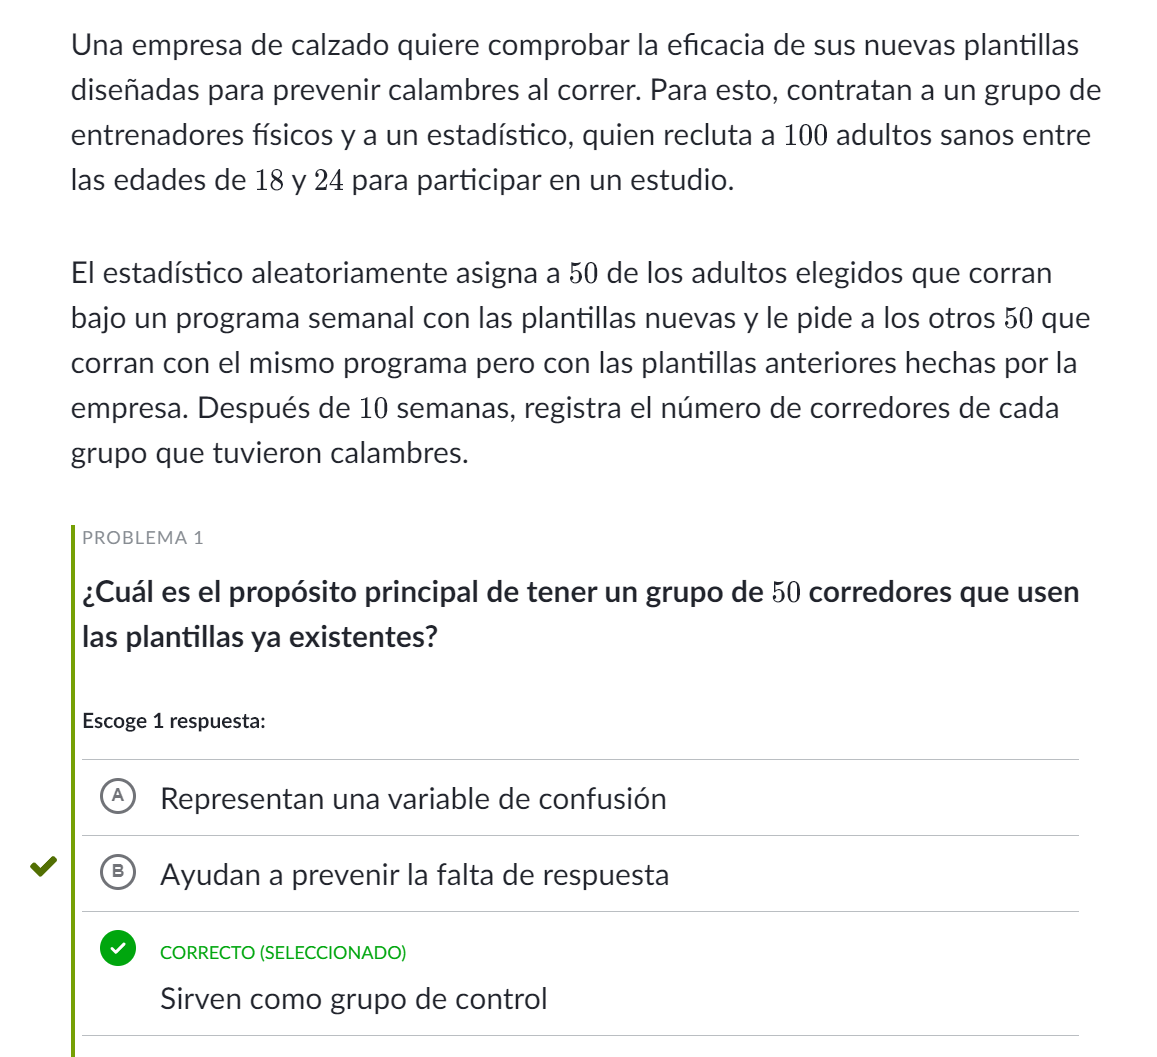 Una empresa de calzado quiere comprobar la eficacia de sus nuevas plantillas
diseñadas para prevenir calambres al correr. Para esto, contratan a un grupo de
entrenadores físicos y a un estadístico, quien recluta a 100 adultos sanos entre
las edades de 18 y 24 para participar en un estudio.
El estadístico aleatoriamente asigna a 50 de los adultos elegidos que corran
bajo un programa semanal con las plantillas nuevas y le pide a los otros 50 que
corran con el mismo programa pero con las plantillas anteriores hechas por la
empresa. Después de 10 semanas, registra el número de corredores de cada
grupo que tuvieron calambres.
PROBLEMA 1
¿Cuál es el propósito principal de tener un grupo de 50 corredores que usen
las plantillas ya existentes?
Escoge 1 respuesta:
A Representan una variable de confusión
B Ayudan a prevenir la falta de respuesta
CORRECTO (SELECCIONADO)
Sirven como grupo de control